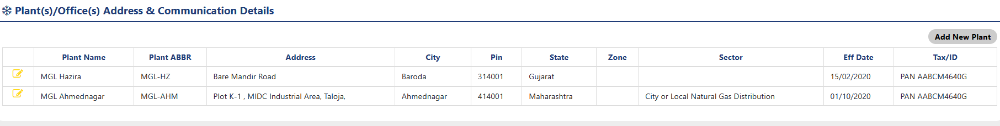 Plant(s)/Office(s) Address & Communication Details
Add New Plant
Plant Name Plant ABBR Address City Pin State Zone Sector Eff Date Tax/ID
MGL Hazira MGL-HZ Bare Mandir Road Baroda 314001 Gujarat 15/02/2020 PAN AABCM4640G
MGL Ahmednagar MGL-AHM Plot K-1 , MIDC Industrial Area, Taloja, Ahmednagar 414001 Maharashtra City or Local Natural Gas Distribution 01/10/2020 PAN AABCM4640G